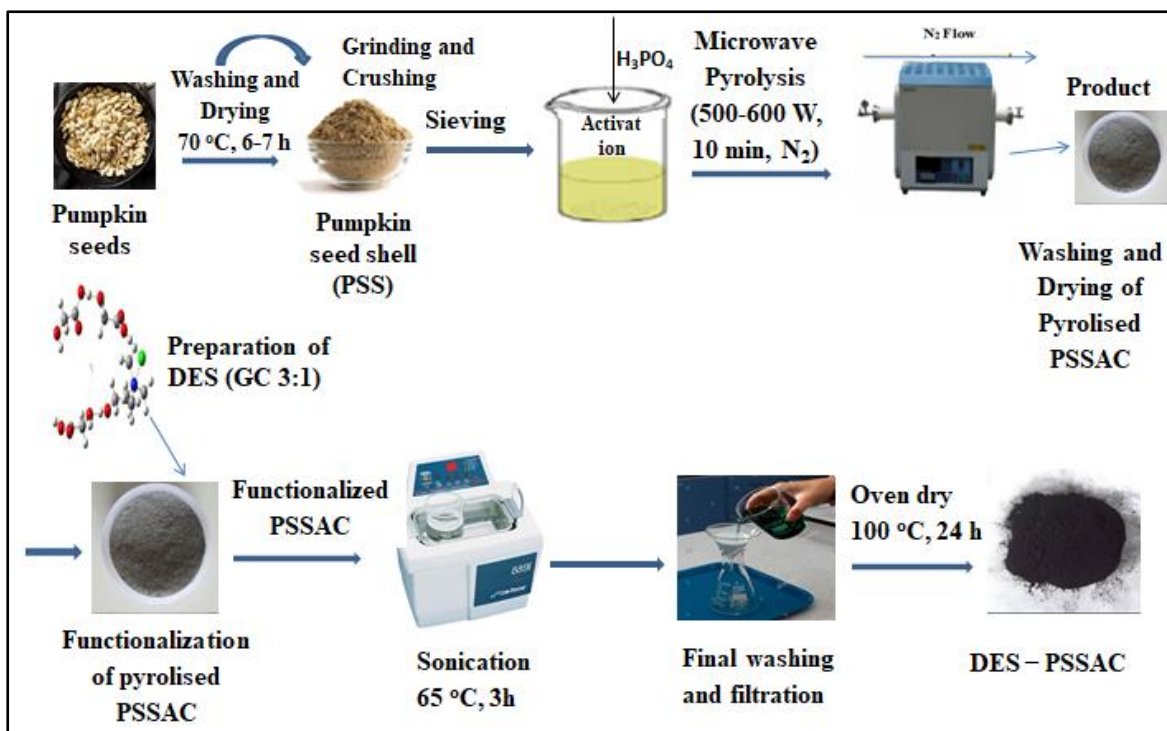 Washing and
Drying
70 °C, 6-7 h
Grinding and
Crushing
Sieving
H₃PO₄
Activat
ion
Microwave
Pyrolysis
(500-600 W,
10 min, N₂)
N₂ Flow
Product
Pumpkin
seeds
Pumpkin
seed shell
(PSS)
Washing and
Drying of
Pyrolised
PSSAC
Preparation of
DES (GC 3:1)
Functionalized
PSSAC
Oven dry
100 °C, 24 h
Functionalization
of pyrolised
PSSAC
Sonication
65 °C, 3h
Final washing
and filtration
DES – PSSAC